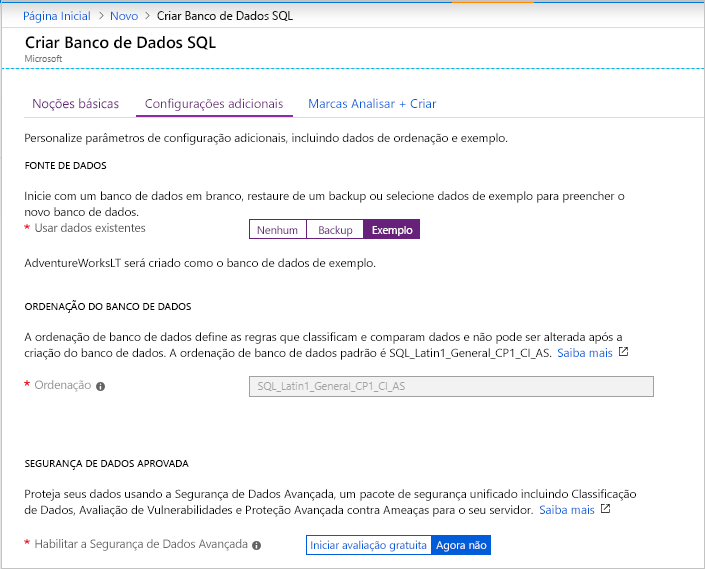 Página Inicial > Novo > Criar Banco de Dados SQL
Criar Banco de Dados SQL
Microsoft
Noções básicas Configurações adicionais Marcas Analisar + Criar
Personalize parâmetros de configuração adicionais, incluindo dados de ordenação e exemplo.
FONTE DE DADOS
Inicie com um banco de dados em branco, restaure de um backup ou selecione dados de exemplo para preencher o
novo banco de dados.
* Usar dados existentes Nenhum Backup Exemplo
AdventureWorksLT será criado como o banco de dados de exemplo.
ORDENAÇÃO DO BANCO DE DADOS
A ordenação de banco de dados define as regras que classificam e comparam dados e não pode ser alterada após a
criação do banco de dados. A ordenação de banco de dados padrão é SQL_Latin1_General_CP1_CI_AS. Saiba mais
* Ordenação SQL_Latin1_General_CP1_CI_AS
SEGURANÇA DE DADOS APROVADA
Proteja seus dados usando a Segurança de Dados Avançada, um pacote de segurança unificado incluindo Classificação
de Dados, Avaliação de Vulnerabilidades e Proteção Avançada contra Ameaças para o seu servidor. Saiba mais
* Habilitar a Segurança de Dados Avançada Iniciar avaliação gratuita Agora não